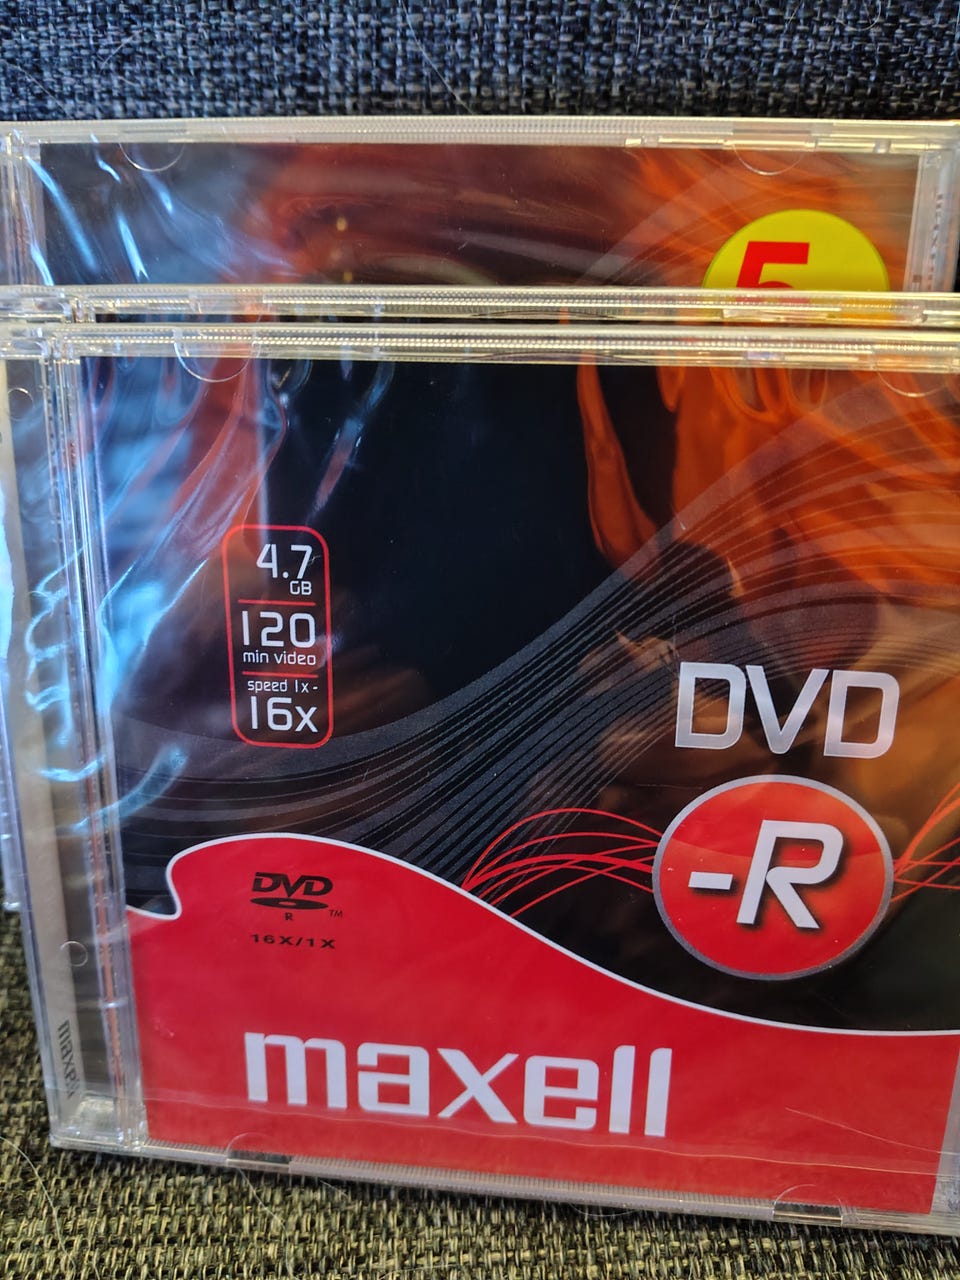 5
4.7
GB
120
min video
speed 1x-
16x
DVD
-R
DVD
R
TM
16X/1X
maxell
maxell